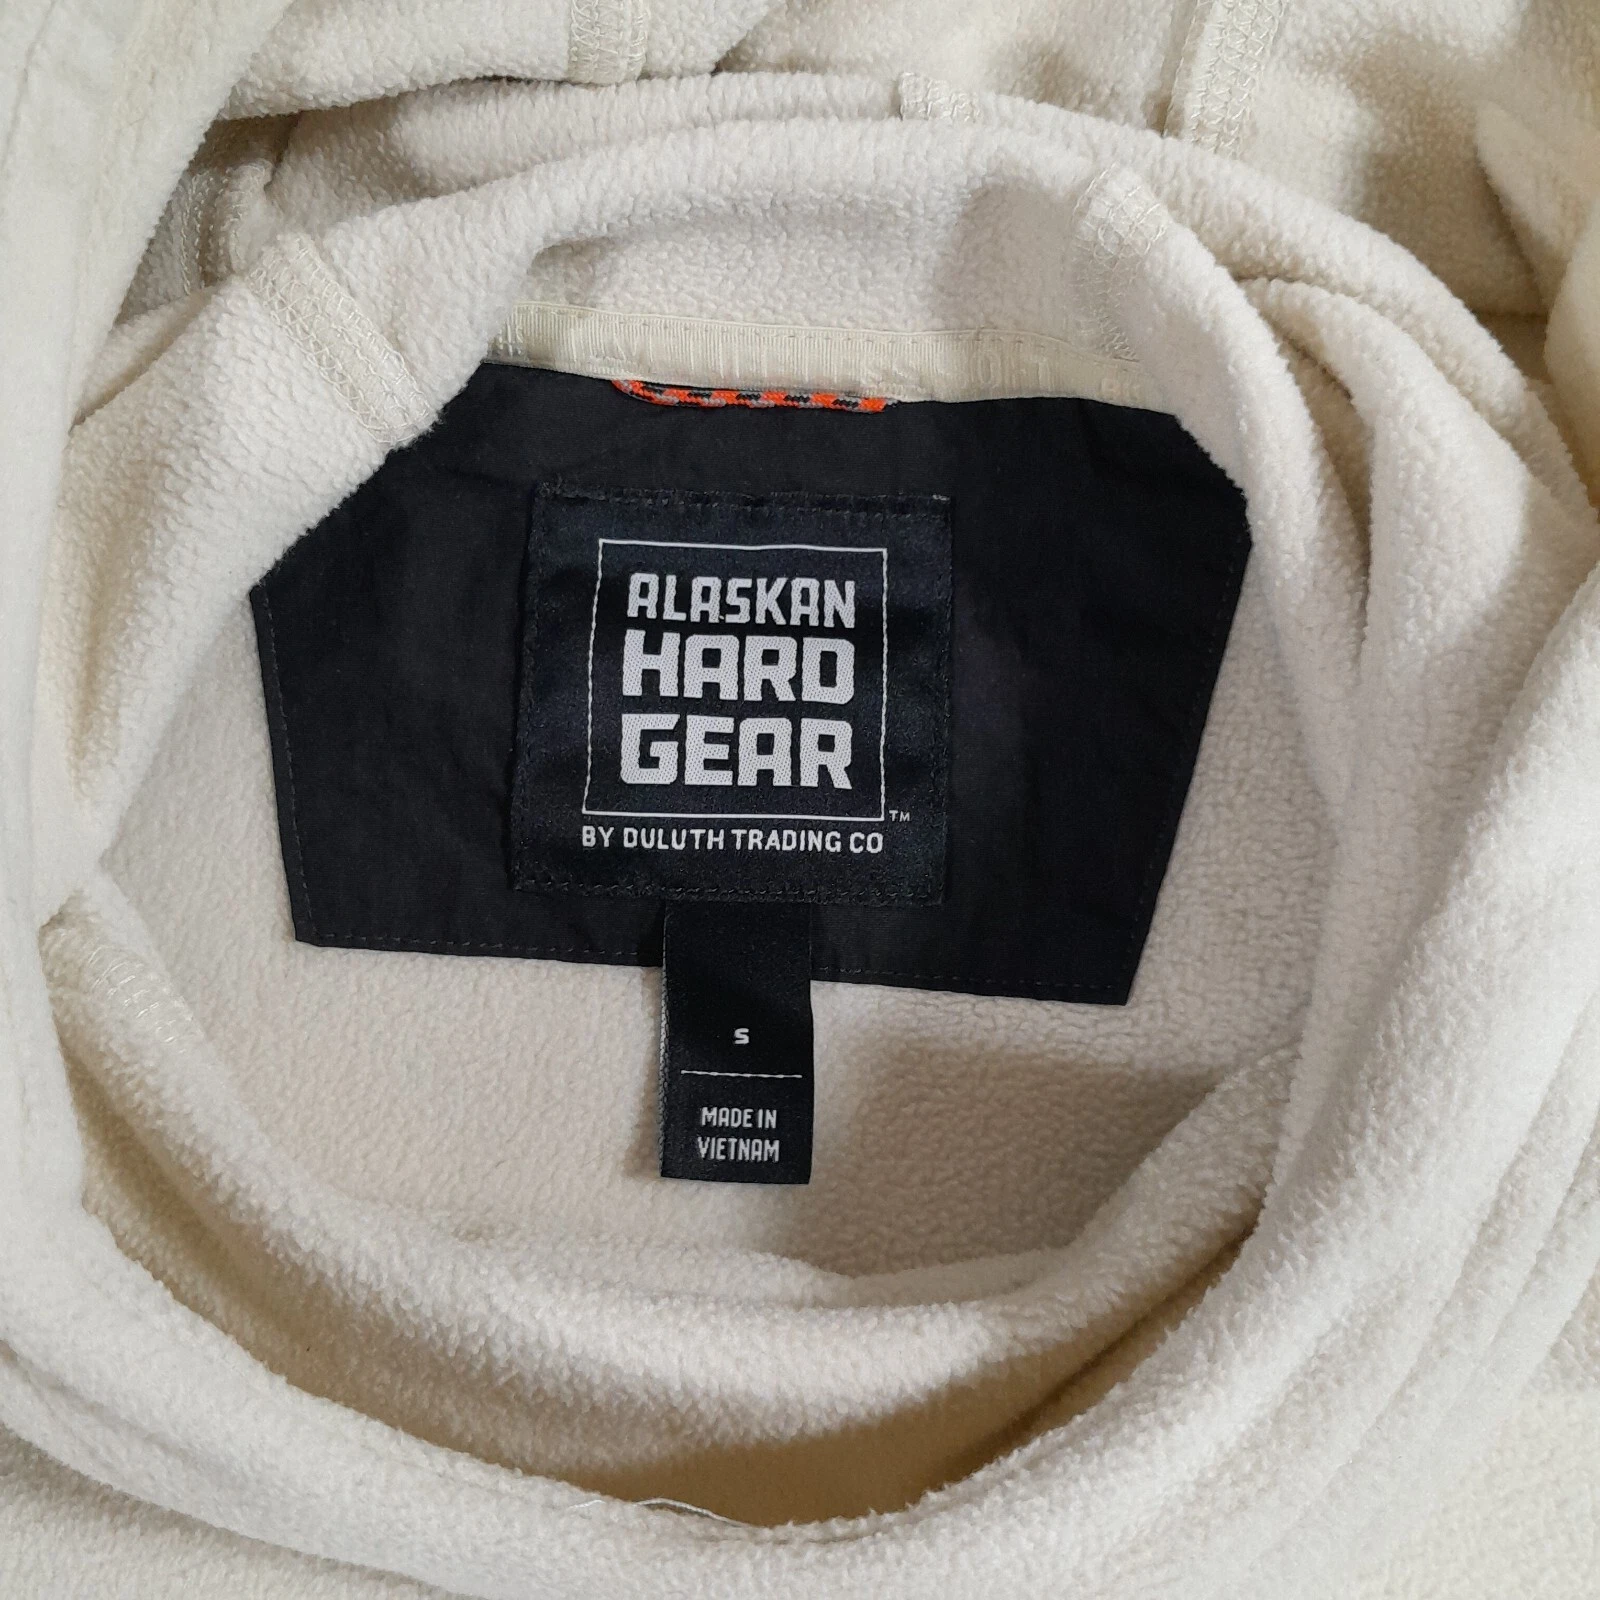 ALASKAN
HARD
GEAR
TM
BY DULUTH TRADING CO
S
MADE IN
VIETNAM